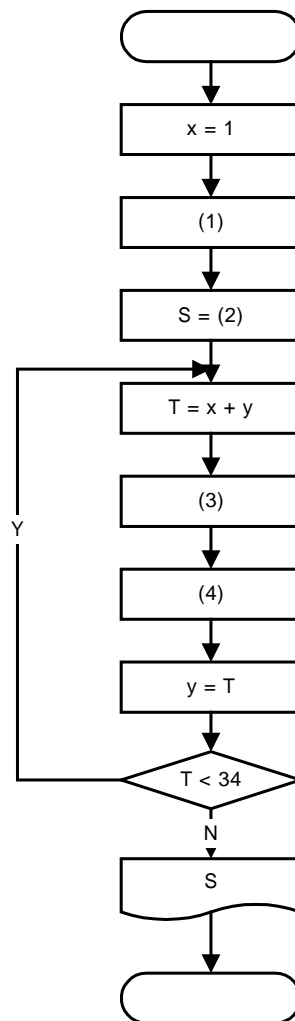 x = 1
(1)
S = (2)
T = x + y
(3)
Y
(4)
y = T
T < 34
N
S